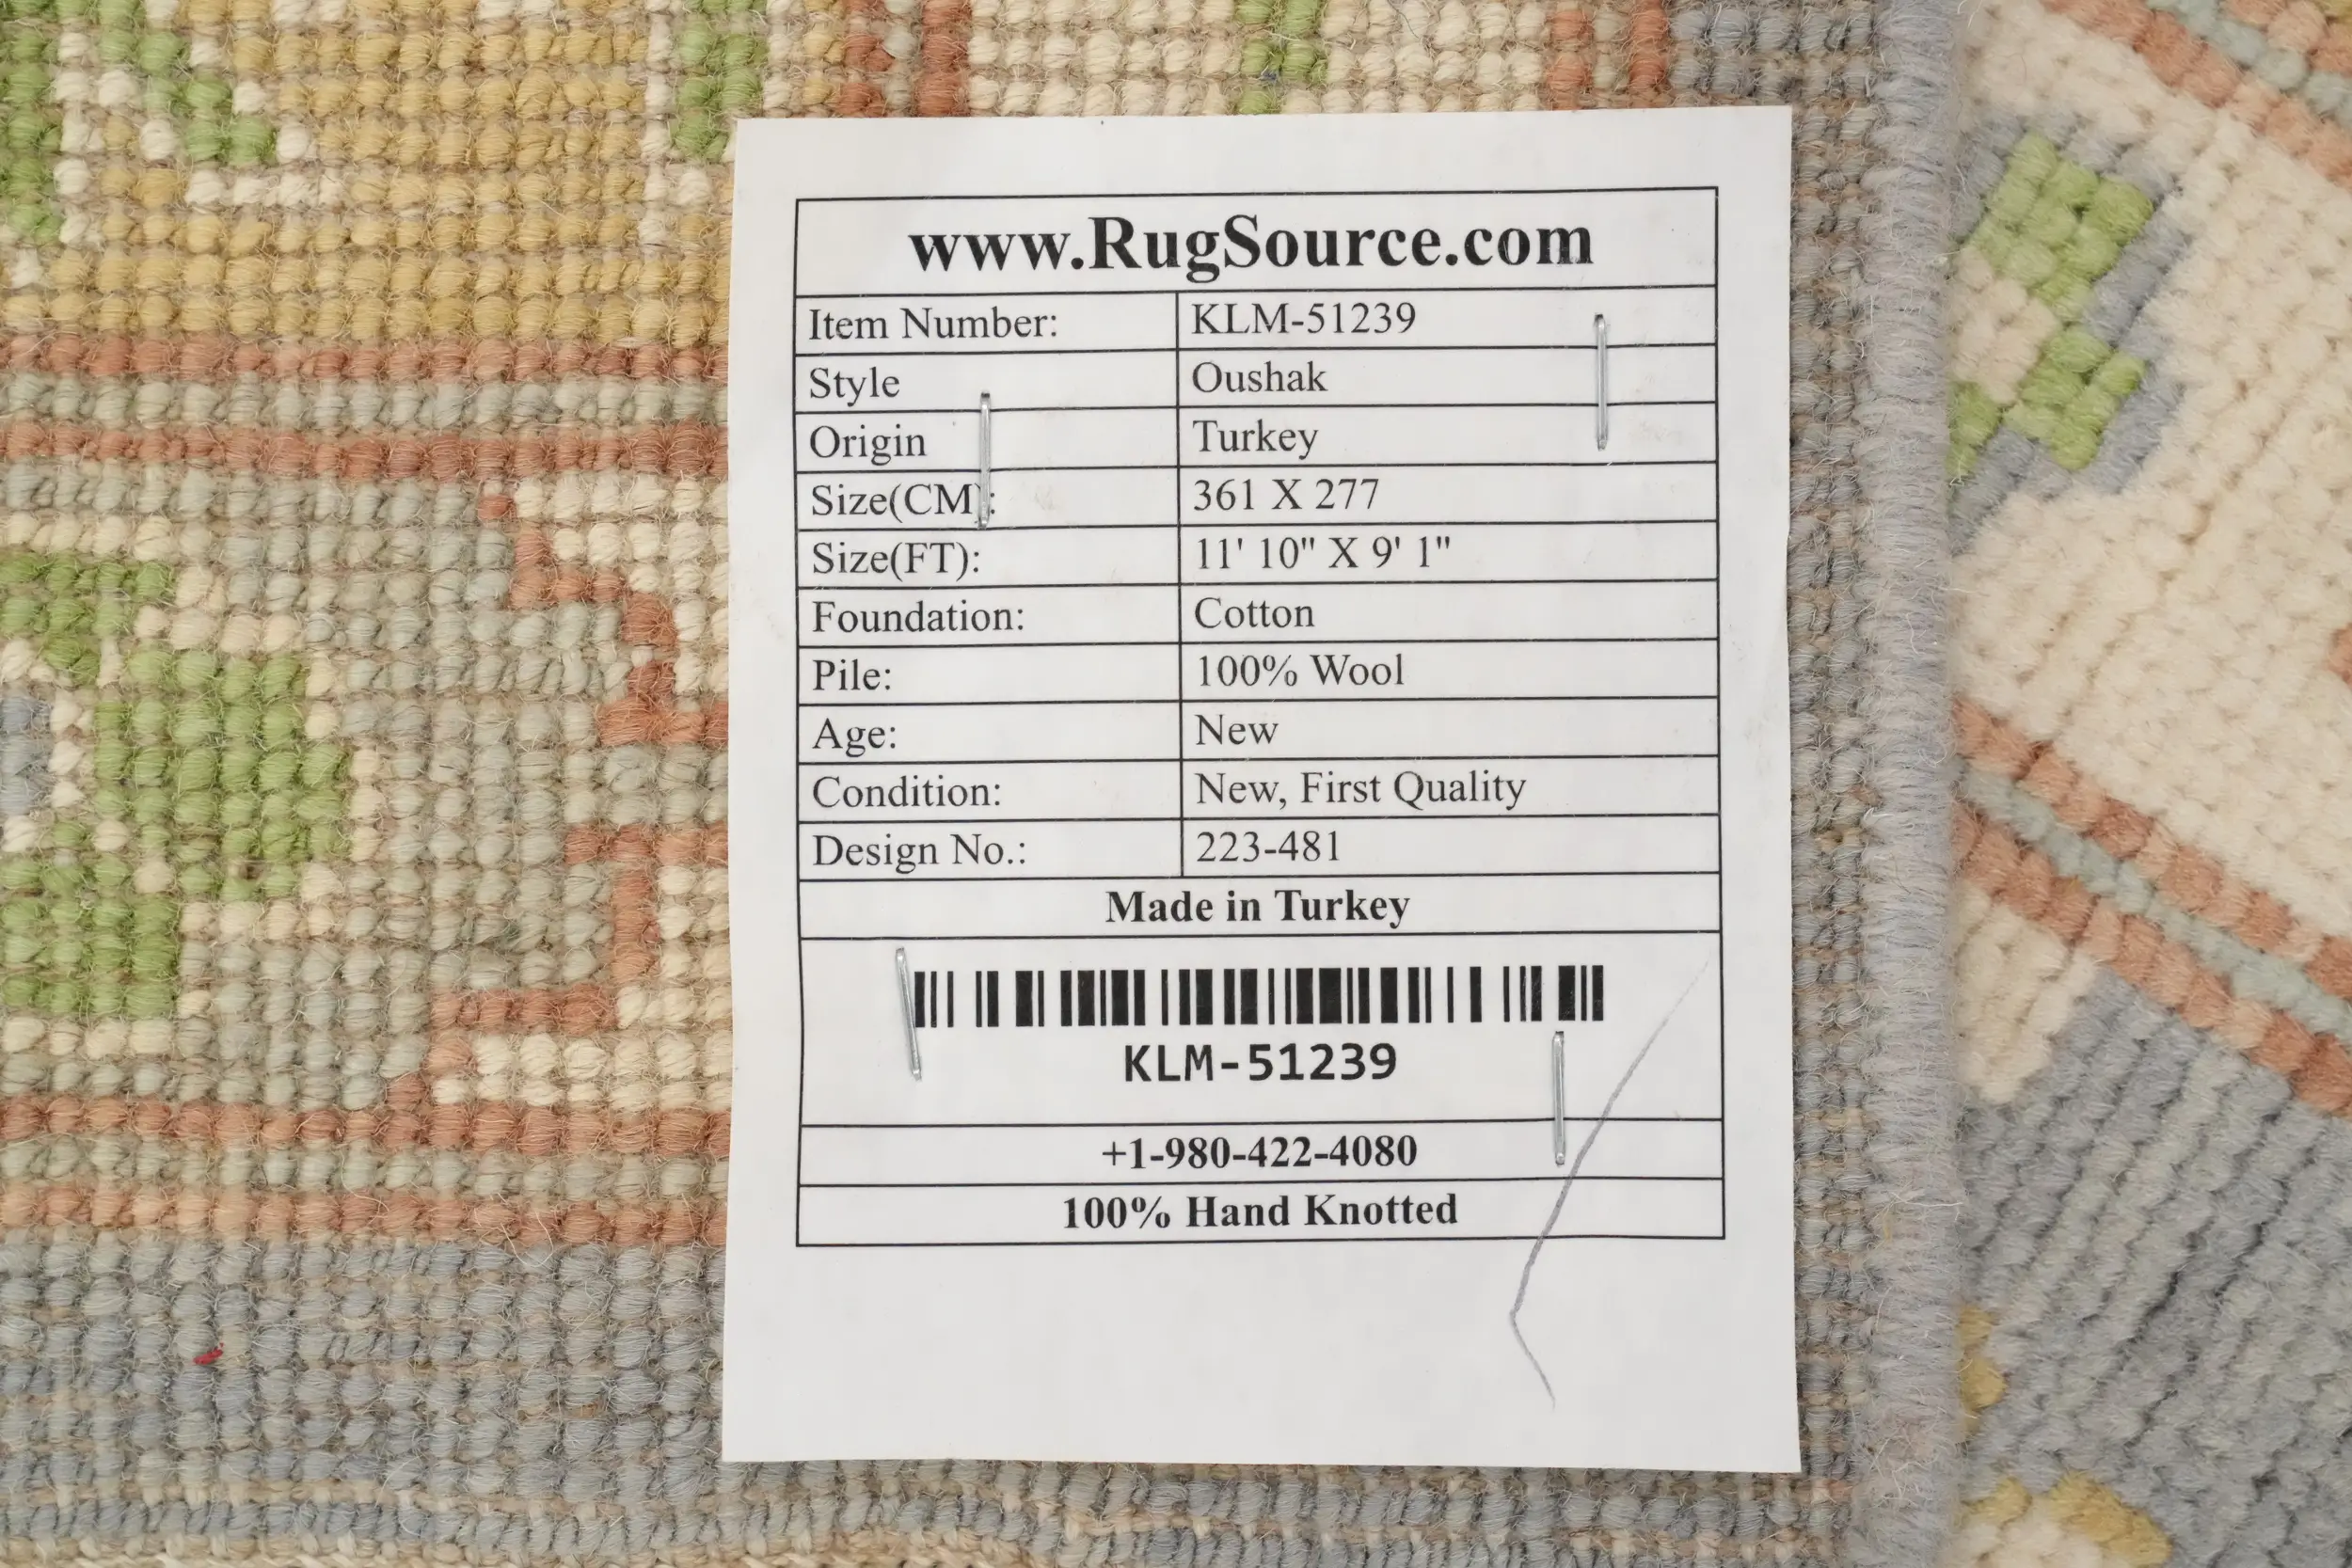 www.RugSource.com
Item Number: KLM-51239
Style Oushak
Origin Turkey
Size(CM): 361 X 277
Size(FT): 11' 10" X 9' 1"
Foundation: Cotton
Pile: 100% Wool
Age: New
Condition: New, First Quality
Design No.: 223-481
Made in Turkey
KLM-51239
+1-980-422-4080
100% Hand Knotted